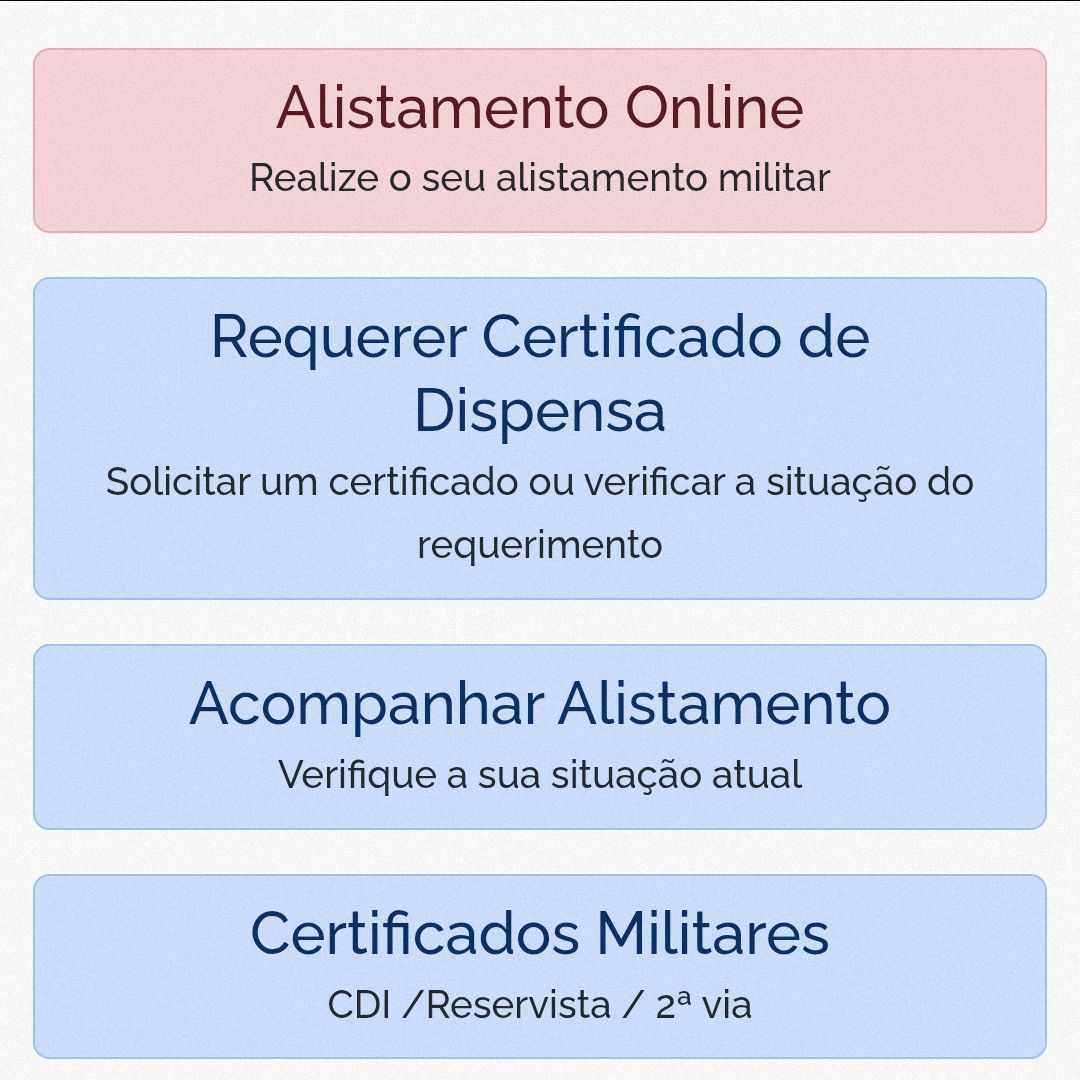 Alistamento Online
Realize o seu alistamento militar
Requerer Certificado de
Dispensa
Solicitar um certificado ou verificar a situação do
requerimento
Acompanhar Alistamento
Verifique a sua situação atual
Certificados Militares
CDI /Reservista / 2ª via